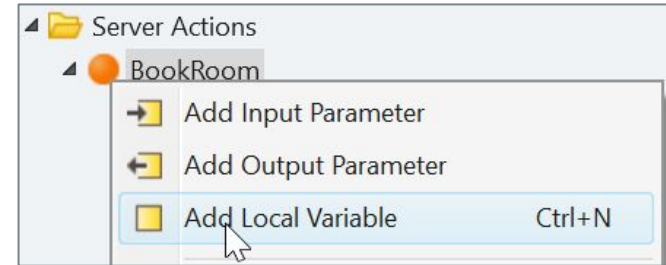 Server Actions
BookRoom
Add Input Parameter
Add Output Parameter
Add Local Variable Ctrl+N